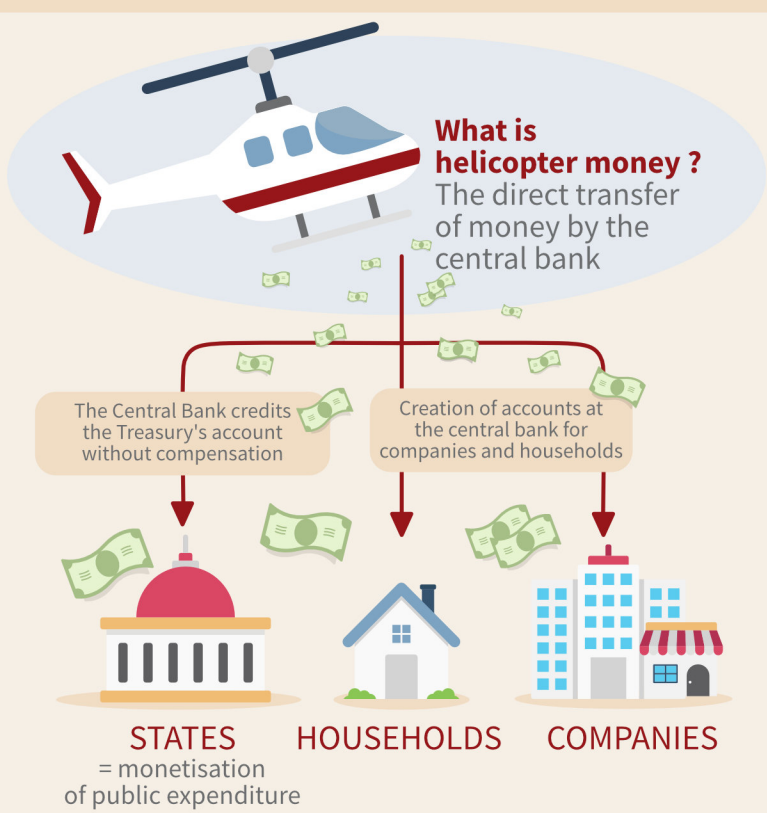 What is
helicopter money ?
The direct transfer
of money by the
central bank
The Central Bank credits
the Treasury's account
without compensation
Creation of accounts at
the central bank for
companies and households
STATES
= monetisation
of public expenditure
HOUSEHOLDS
COMPANIES